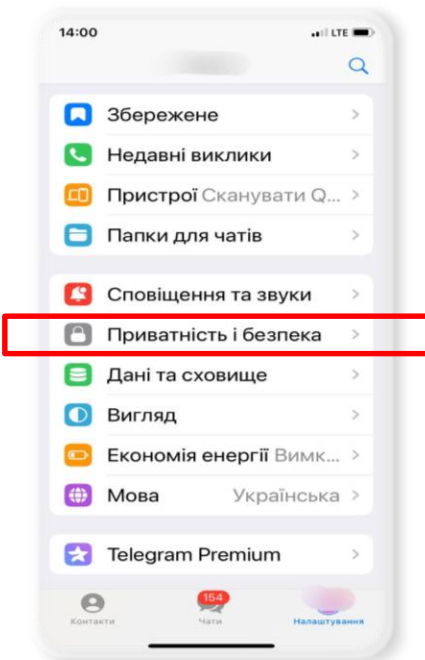 14:00 LTE
Збережене
Недавні виклики
Пристрої Сканувати Q...
Папки для чатів
Сповіщення та звуки
Приватність і безпека
Дані та сховище
Вигляд
Економія енергії Вимк...
Мова Українська
Telegram Premium
154
Контакти Чати Налаштування